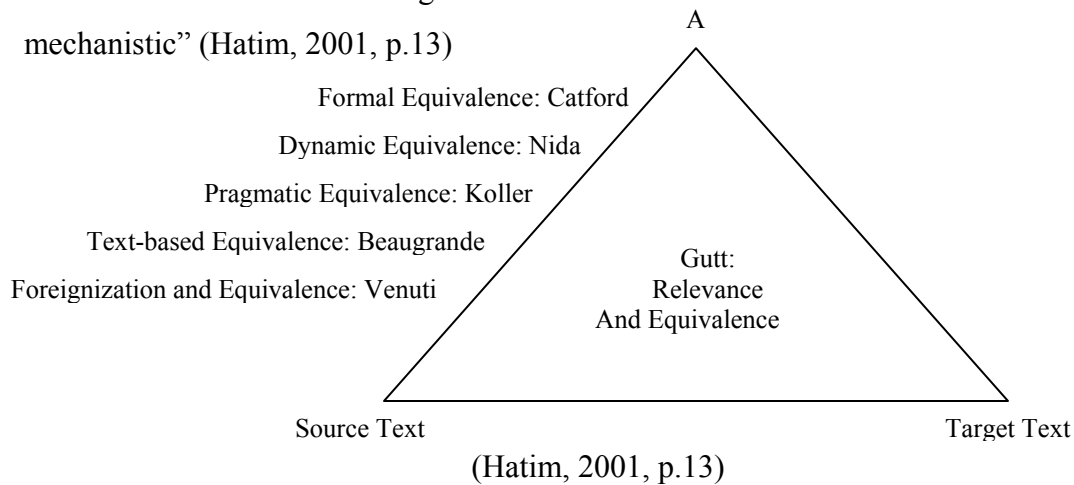 mechanistic” (Hatim, 2001, p.13)
A
Formal Equivalence: Catford
Dynamic Equivalence: Nida
Pragmatic Equivalence: Koller
Text-based Equivalence: Beaugrande
Foreignization and Equivalence: Venuti
Gutt:
Relevance
And Equivalence
Source Text
Target Text
(Hatim, 2001, p.13)